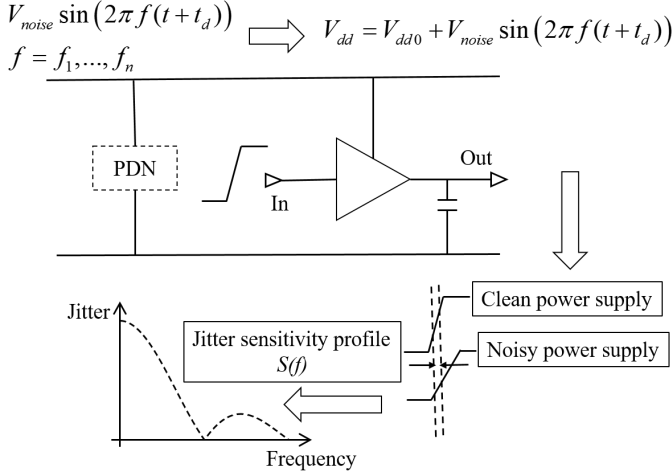 V_noise sin(2πf(t+t_d))
V_dd = V_dd0 + V_noise sin(2πf(t+t_d))
f = f_1,...,f_n
PDN
In
Out
Clean power supply
Noisy power supply
Jitter sensitivity profile
S(f)
Jitter
Frequency